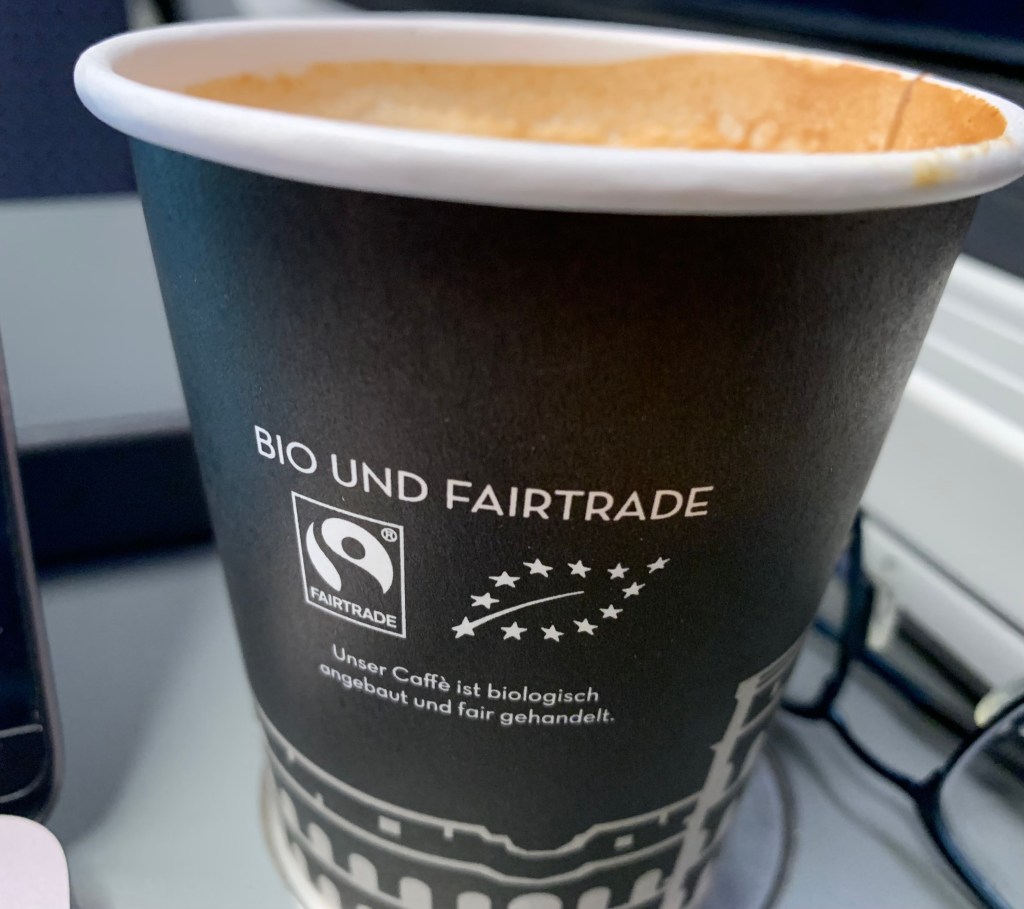 BIO UND FAIRTRADE
®
FAIRTRADE
Unser Caffè ist biologisch
angebaut und fair gehandelt.